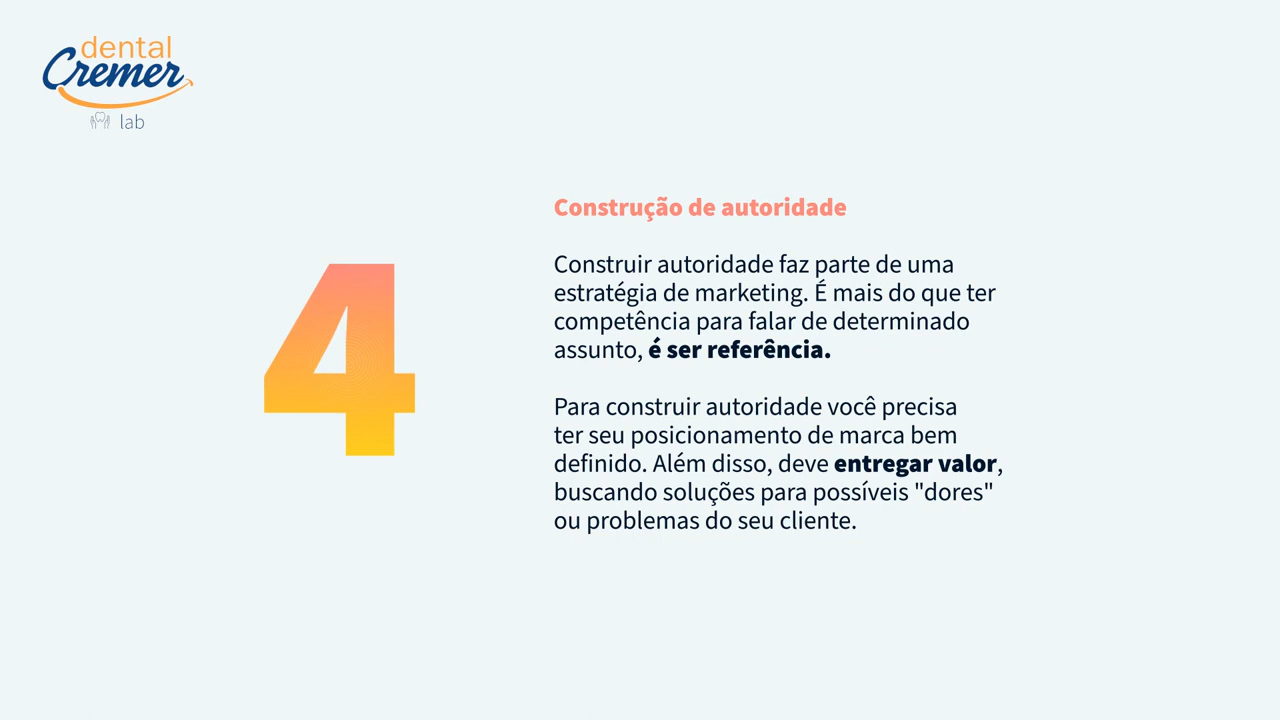 dental
Cremer
lab
Construção de autoridade
4
Construir autoridade faz parte de uma
estratégia de marketing. É mais do que ter
competência para falar de determinado
assunto, é ser referência.
Para construir autoridade você precisa
ter seu posicionamento de marca bem
definido. Além disso, deve entregar valor,
buscando soluções para possíveis "dores"
ou problemas do seu cliente.